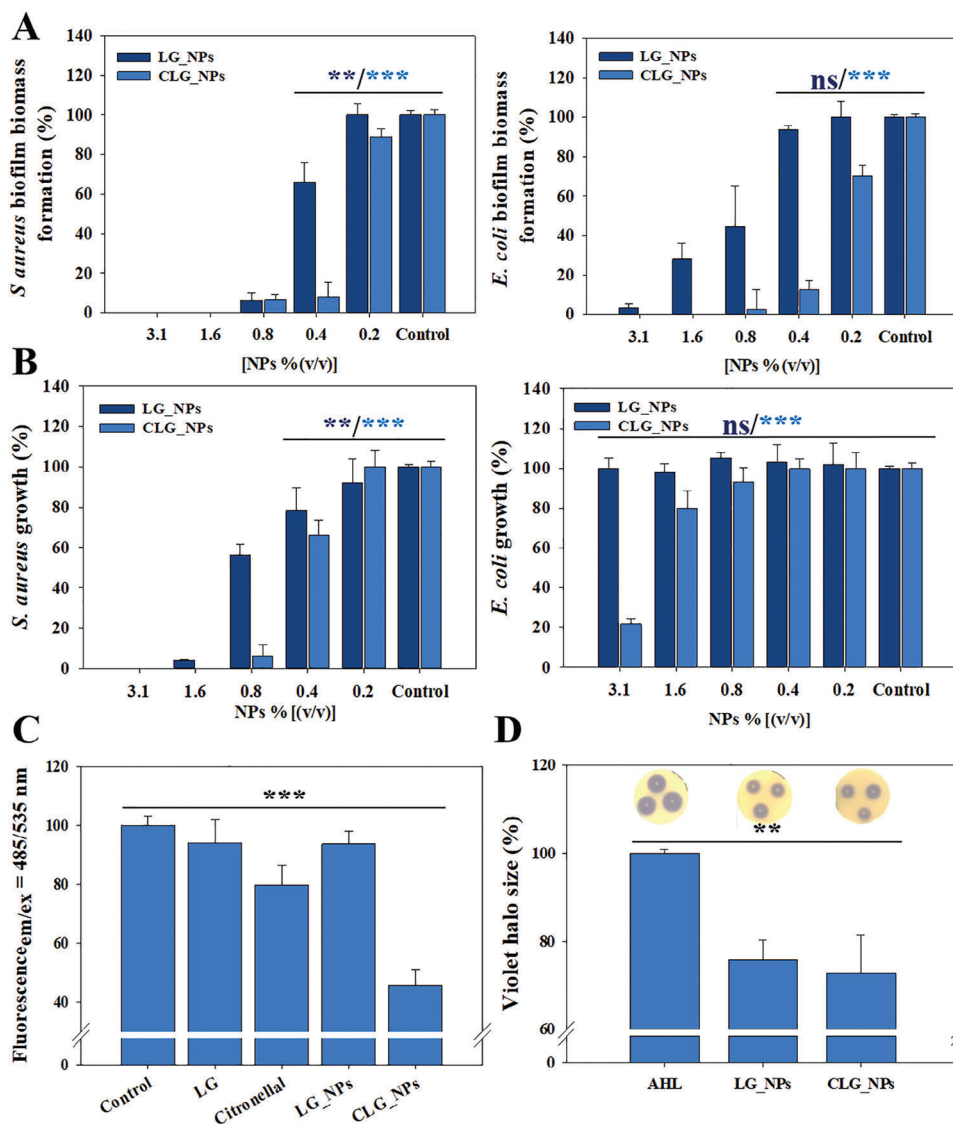 A
S aureus biofilm biomass
formation (%)
140
120
100
80
60
40
20
0
LG_NPs
CLG_NPs
**/***
3.1 1.6 0.8 0.4 0.2 Control
[NPs %(v/v)]
E. coli biofilm biomass
formation (%)
140
120
100
80
60
40
20
0
LG_NPs
CLG_NPs
ns/***
3.1 1.6 0.8 0.4 0.2 Control
[NPs %(v/v)]
B
S. aureus growth (%)
140
120
100
80
60
40
20
0
LG_NPs
CLG_NPs
**/***
3.1 1.6 0.8 0.4 0.2 Control
NPs % [(v/v)]
E. coli growth (%)
140
120
100
80
60
40
20
0
LG_NPs
CLG_NPs
ns/***
3.1 1.6 0.8 0.4 0.2 Control
NPs % [(v/v)]
C
Fluorescence em/ex = 485/535 nm
120
100
80
60
40
0
***
Control LG Citronellal LG_NPs CLG_NPs
D
Violet halo size (%)
120
100
80
60
0
**
AHL LG_NPs CLG_NPs